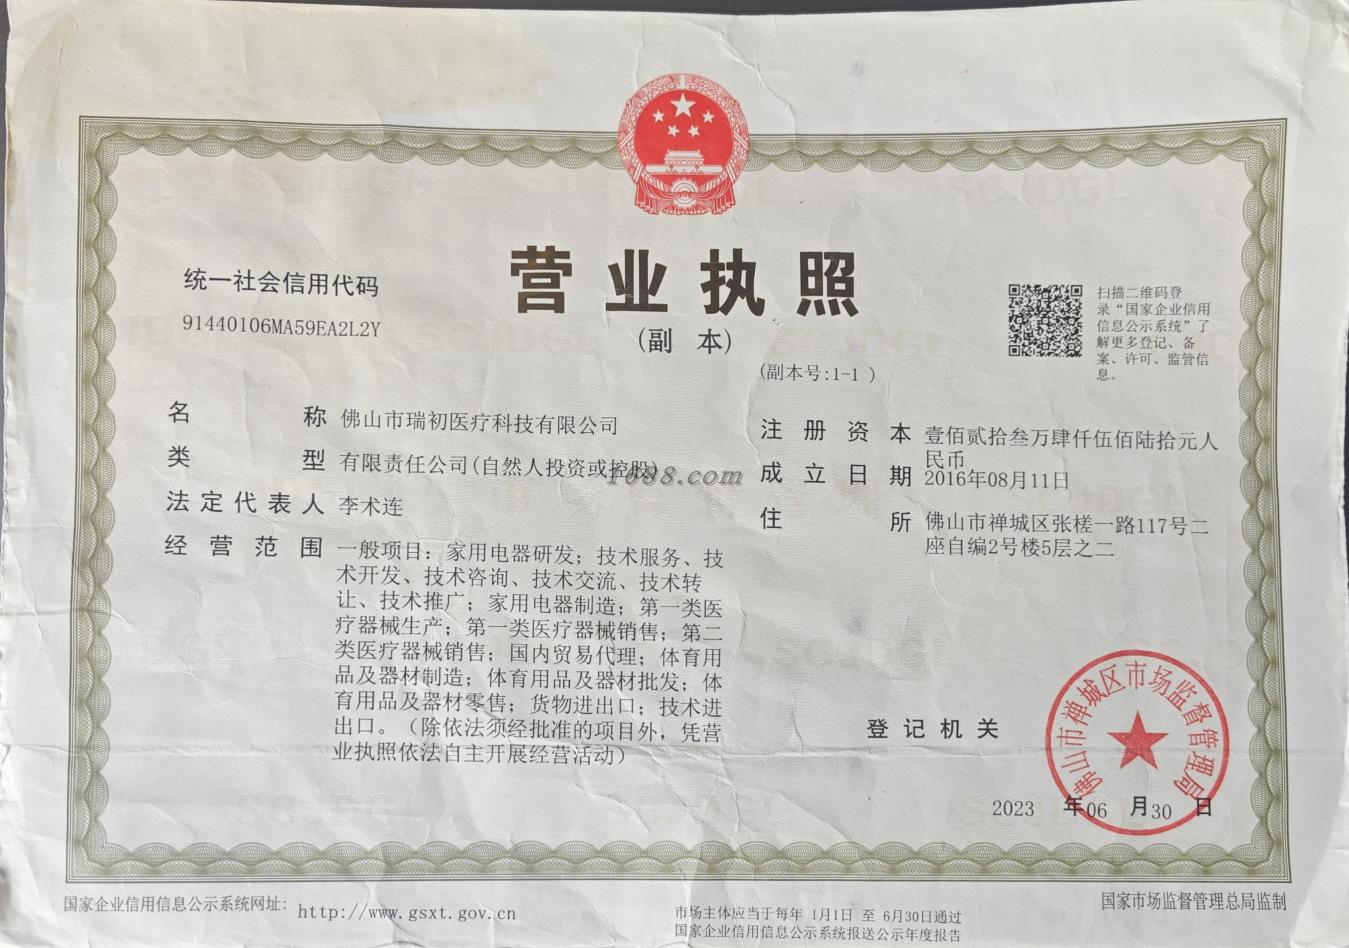 营业执照
(副 本)
(副本号:1-1 )
统一社会信用代码
91440106MA59EA2L2Y
扫描二维码登
录“国家企业信用
信息公示系统”了
解更多登记、备
案、许可、监管信
息。
名 称 佛山市瑞初医疗科技有限公司
类 型 有限责任公司(自然人投资或控股)
1688.com
法定代表人 李术连
经 营 范 围 一般项目：家用电器研发；技术服务、技
术开发、技术咨询、技术交流、技术转
让、技术推广；家用电器制造；第一类医
疗器械生产；第一类医疗器械销售；第二
类医疗器械销售；国内贸易代理；体育用
品及器材制造；体育用品及器材批发；体
育用品及器材零售；货物进出口；技术进
出口。（除依法须经批准的项目外，凭营
业执照依法自主开展经营活动）
注 册 资 本 壹佰贰拾叁万肆仟伍佰陆拾元人
民币
成 立 日 期 2016年08月11日
住 所 佛山市禅城区张槎一路117号二
座自编2号楼5层之二
登 记 机 关
佛山市禅城区市场监督管理局
2023 年06 月30 日
国家企业信用信息公示系统网址：http://www.gsxt.gov.cn
市场主体应当于每年 1月1日 至 6月30日通过
国家企业信用信息公示系统报送公示年度报告
国家市场监督管理总局监制